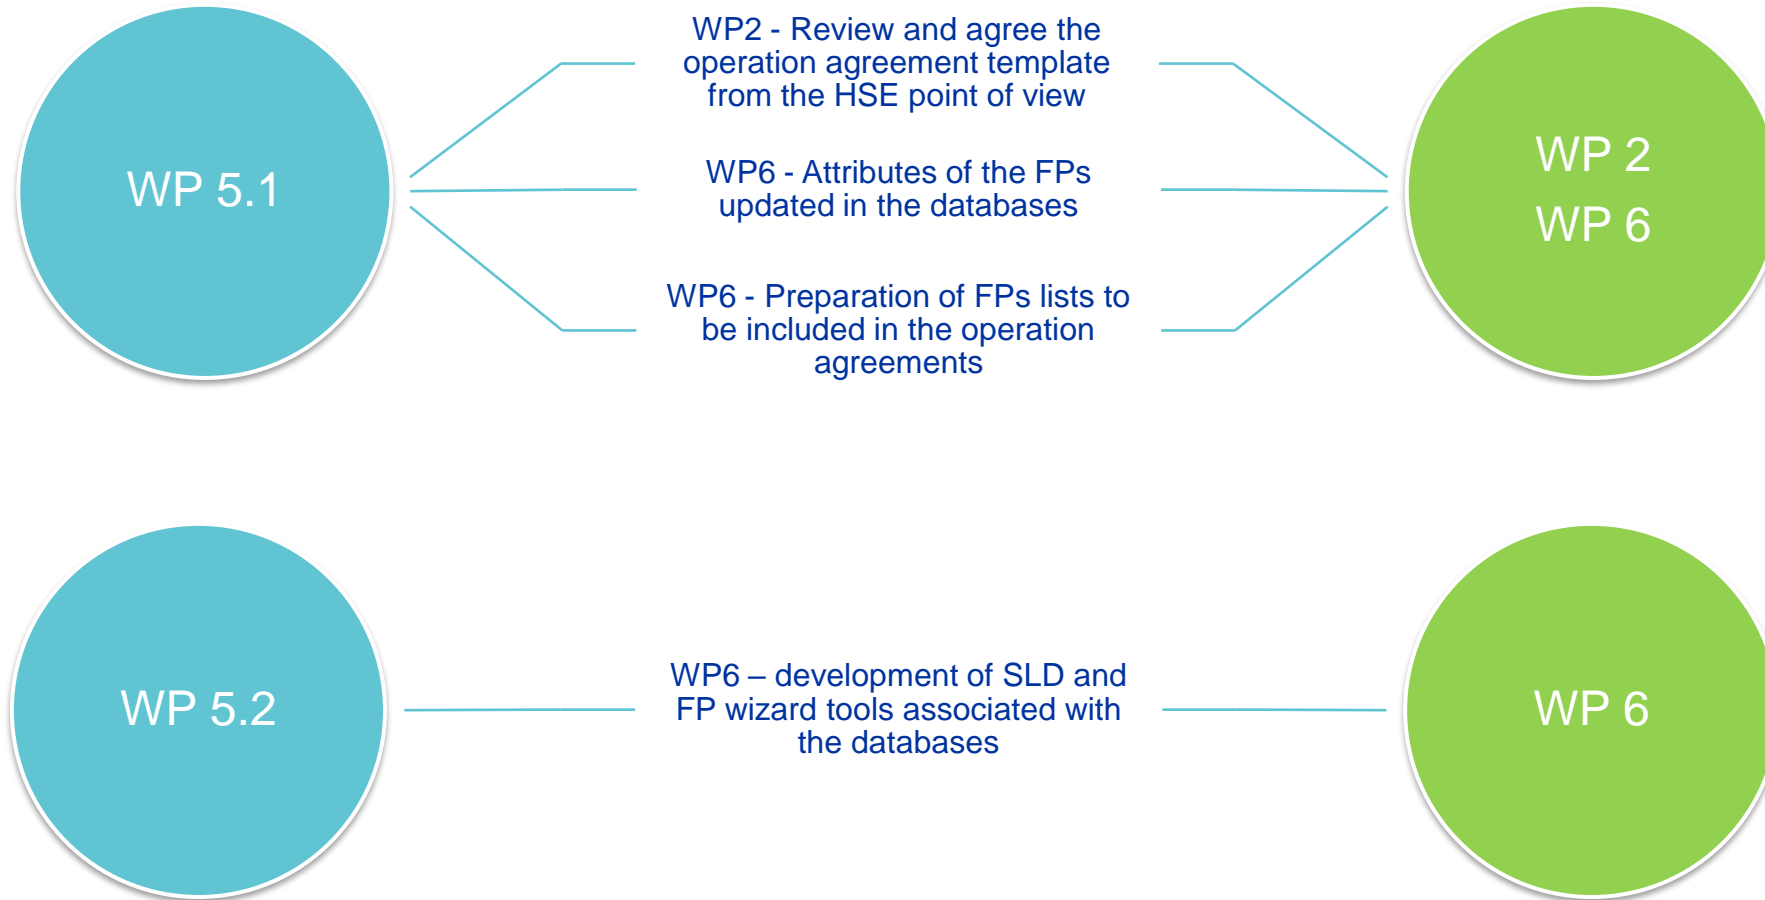 WP 5.1
WP2 - Review and agree the
operation agreement template
from the HSE point of view
WP6 - Attributes of the FPs
updated in the databases
WP6 - Preparation of FPs lists to
be included in the operation
agreements
WP 2
WP 6
WP 5.2
WP6 – development of SLD and
FP wizard tools associated with
the databases
WP 6